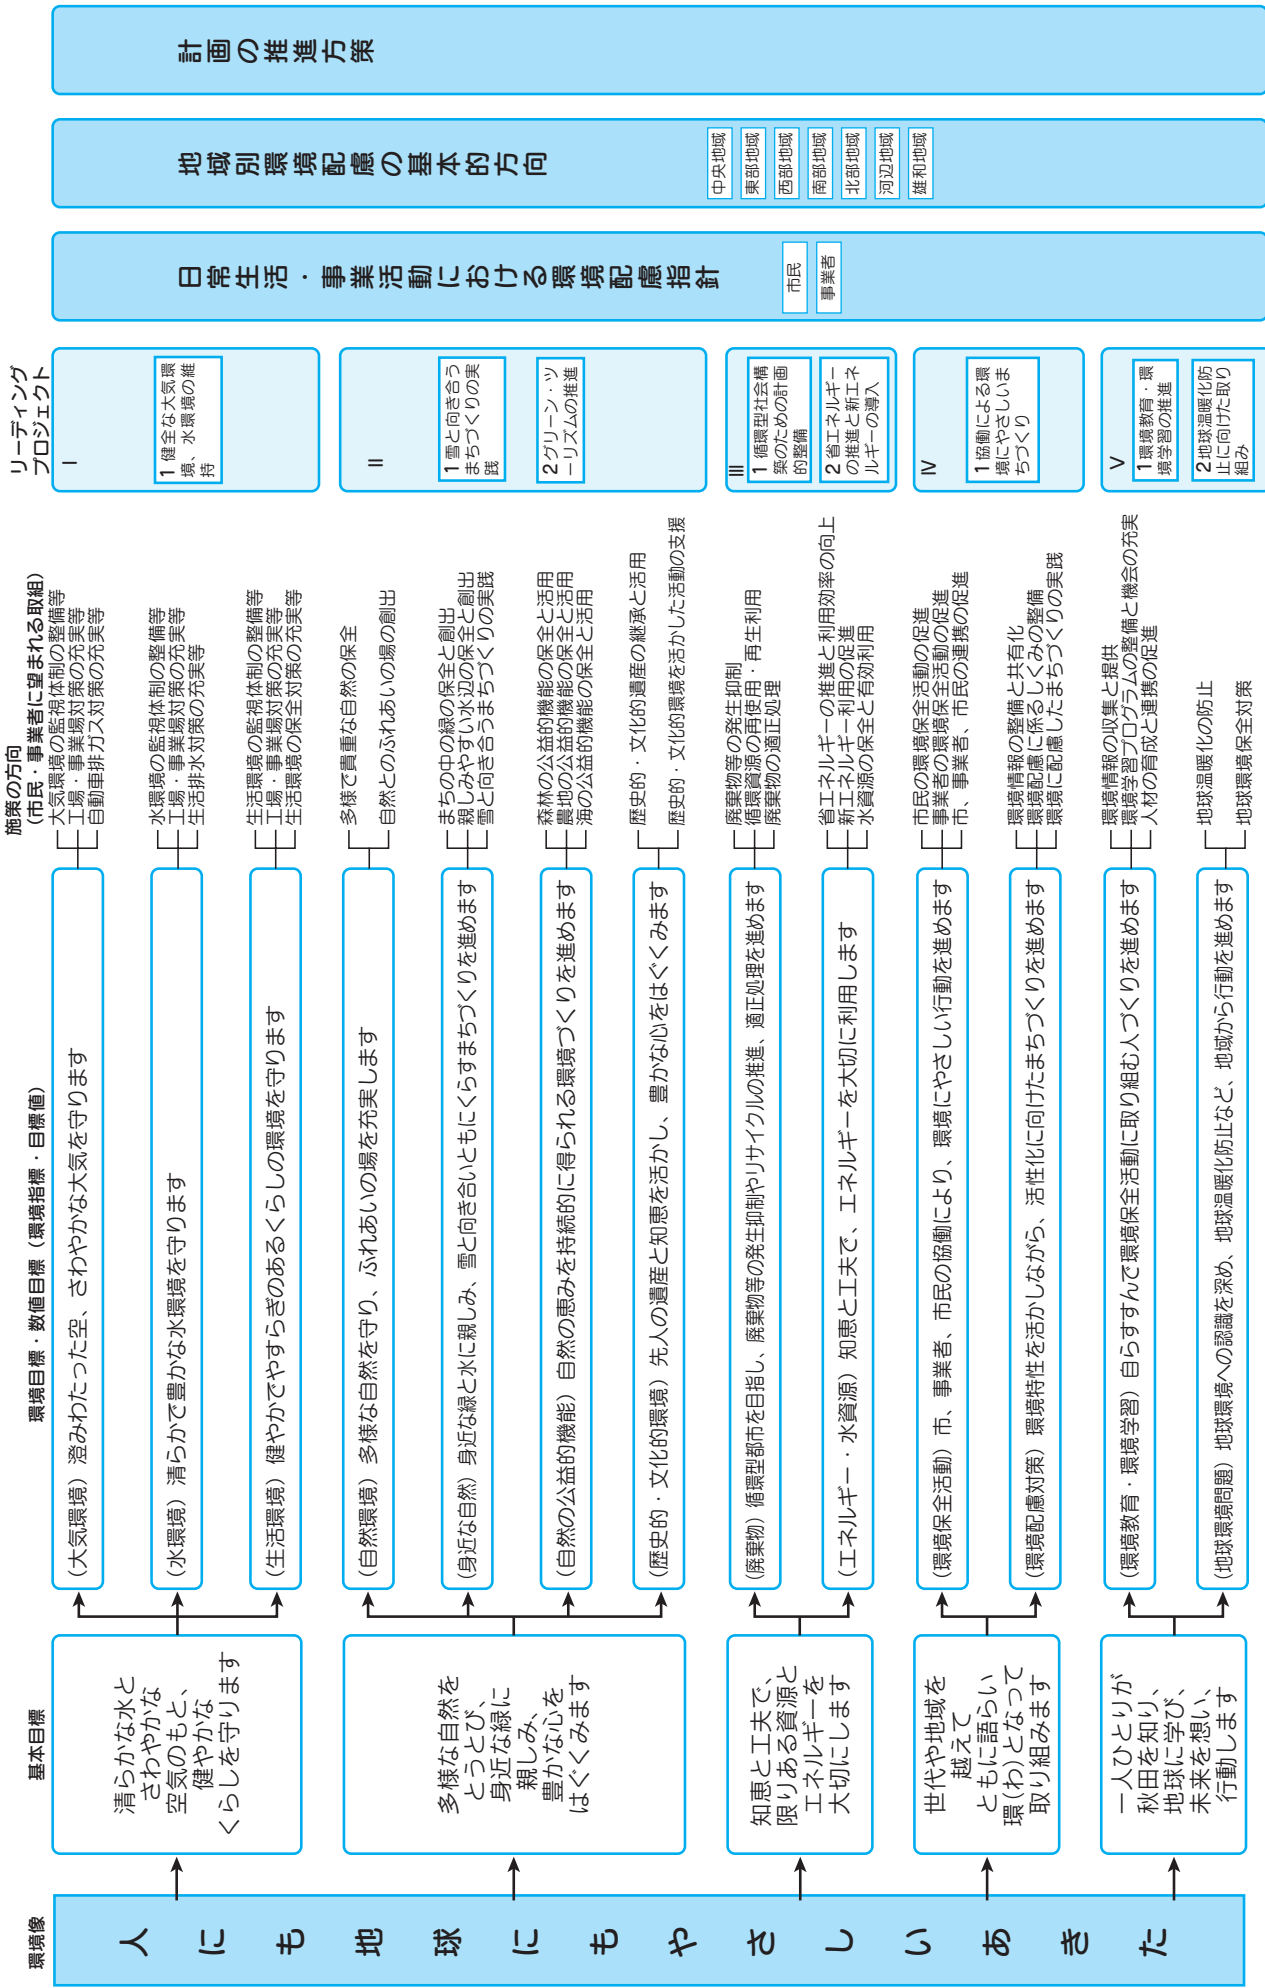 環境像
人にも地球にもやさしいあきた
基本目標
清らかな水と
さわやかな
空気のもと、
健やかな
くらしを守ります
多様な自然を
とうとび、
身近な緑に
親しみ、
豊かな心を
はぐくみます
知恵と工夫で、
限りある資源と
エネルギーを
大切にします
世代や地域を
越えて
ともに語らい
環(わ)となって
取り組みます
一人ひとりが
秋田を知り、
地球に学び、
未来を想い、
行動します
環境目標・数値目標（環境指標・目標値）
（大気環境）澄みわたった空、さわやかな大気を守ります
（水環境）清らかで豊かな水環境を守ります
（生活環境）健やかでやすらぎのあるくらしの環境を守ります
（自然環境）多様な自然を守り、ふれあいの場を充実します
（身近な自然）身近な緑と水に親しみ、雪と向き合いともにくらすまちづくりを進めます
（自然の公益的機能）自然の恵みを持続的に得られる環境づくりを進めます
（歴史的・文化的環境）先人の遺産と知恵を活かし、豊かな心をはぐくみます
（廃棄物）循環型都市を目指し、廃棄物等の発生抑制やリサイクルの推進、適正処理を進めます
（エネルギー・水資源）知恵と工夫で、エネルギーを大切に利用します
（環境保全活動）市、事業者、市民の協働により、環境にやさしい行動を進めます
（環境配慮対策）環境特性を活かしながら、活性化に向けたまちづくりを進めます
（環境教育・環境学習）自らすすんで環境保全活動に取り組む人づくりを進めます
（地球環境問題）地球環境への認識を深め、地球温暖化防止など、地域から行動を進めます
施策の方向
（市民・事業者に望まれる取組）
大気環境の監視体制の整備等
工場・事業場対策の充実等
自動車排ガス対策の充実等
水環境の監視体制の整備等
工場・事業場対策の充実等
生活排水対策の充実等
生活環境の監視体制の整備等
工場・事業場対策の充実等
生活環境の保全対策の充実等
多様で貴重な自然の保全
自然とのふれあいの場の創出
まちの中の緑の保全と創出
親しみやすい水辺の保全と創出
雪と向き合うまちづくりの実践
森林の公益的機能の保全と活用
農地の公益的機能の保全と活用
海の公益的機能の保全と活用
歴史的・文化的遺産の継承と活用
歴史的・文化的環境を活かした活動の支援
廃棄物等の発生抑制
循環資源の再使用・再生利用
廃棄物の適正処理
省エネルギーの推進と利用効率の向上
新エネルギー利用の促進
水資源の保全と有効利用
市民の環境保全活動の促進
事業者の環境保全活動の促進
市、事業者、市民の連携の促進
環境情報の整備と共有化
環境配慮に係るしくみの整備
環境に配慮したまちづくりの実践
環境情報の収集と提供
環境学習プログラムの整備と機会の充実
人材の育成と連携の促進
地球温暖化の防止
地球環境保全対策
リーディング
プロジェクト
I
1 健全な大気環
境、水環境の維
持
II
1 雪と向き合う
まちづくりの実
践
2 グリーン・ツ
ーリズムの推進
III
1 循環型社会構
築のための計画
的整備
2 省エネルギー
の推進と新エネ
ルギーの導入
IV
1 協働による環
境にやさしいま
ちづくり
V
1 環境教育・環
境学習の推進
2 地球温暖化防
止に向けた取り
組み
日常生活・事業活動における環境配慮指針
市民
事業者
地域別環境配慮の基本的方向
中央地域
東部地域
西部地域
南部地域
北部地域
河辺地域
雄和地域
計画の推進方策